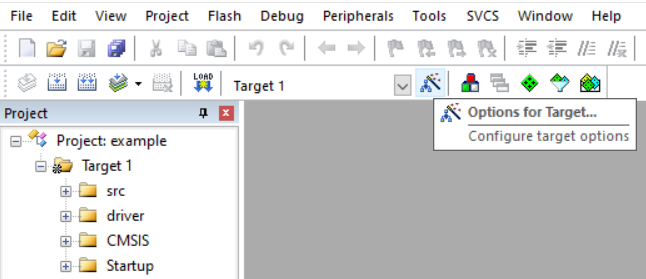 File Edit View Project Flash Debug Peripherals Tools SVCS Window Help
LOAD Target 1
Project
Options for Target...
Configure target options
Project: example
Target 1
src
driver
CMSIS
Startup